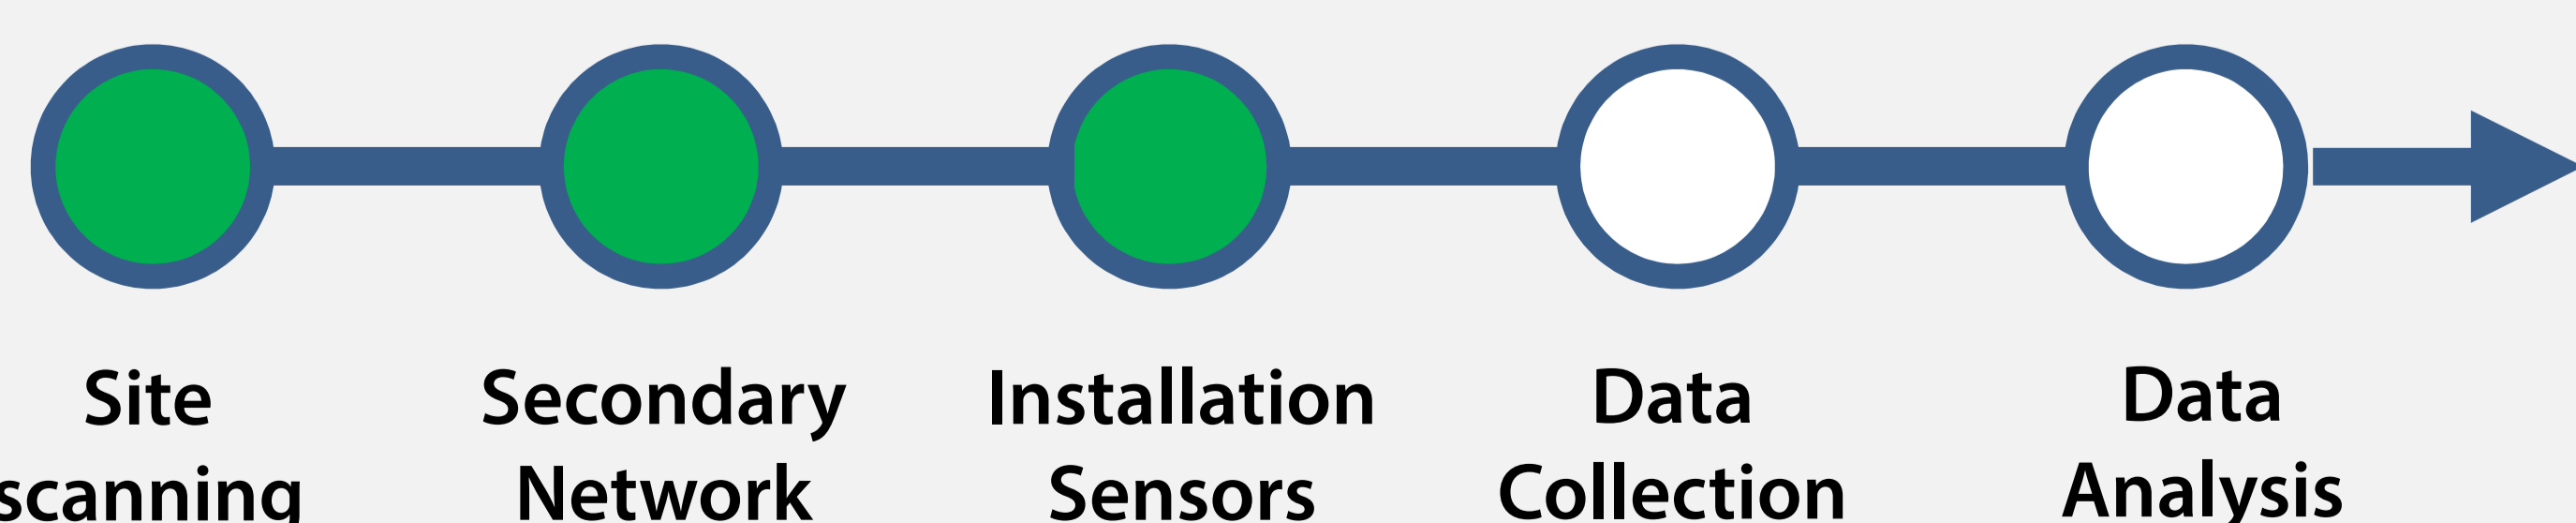 Site
scanning
Secondary
Network
Installation
Sensors
Data
Collection
Data
Analysis